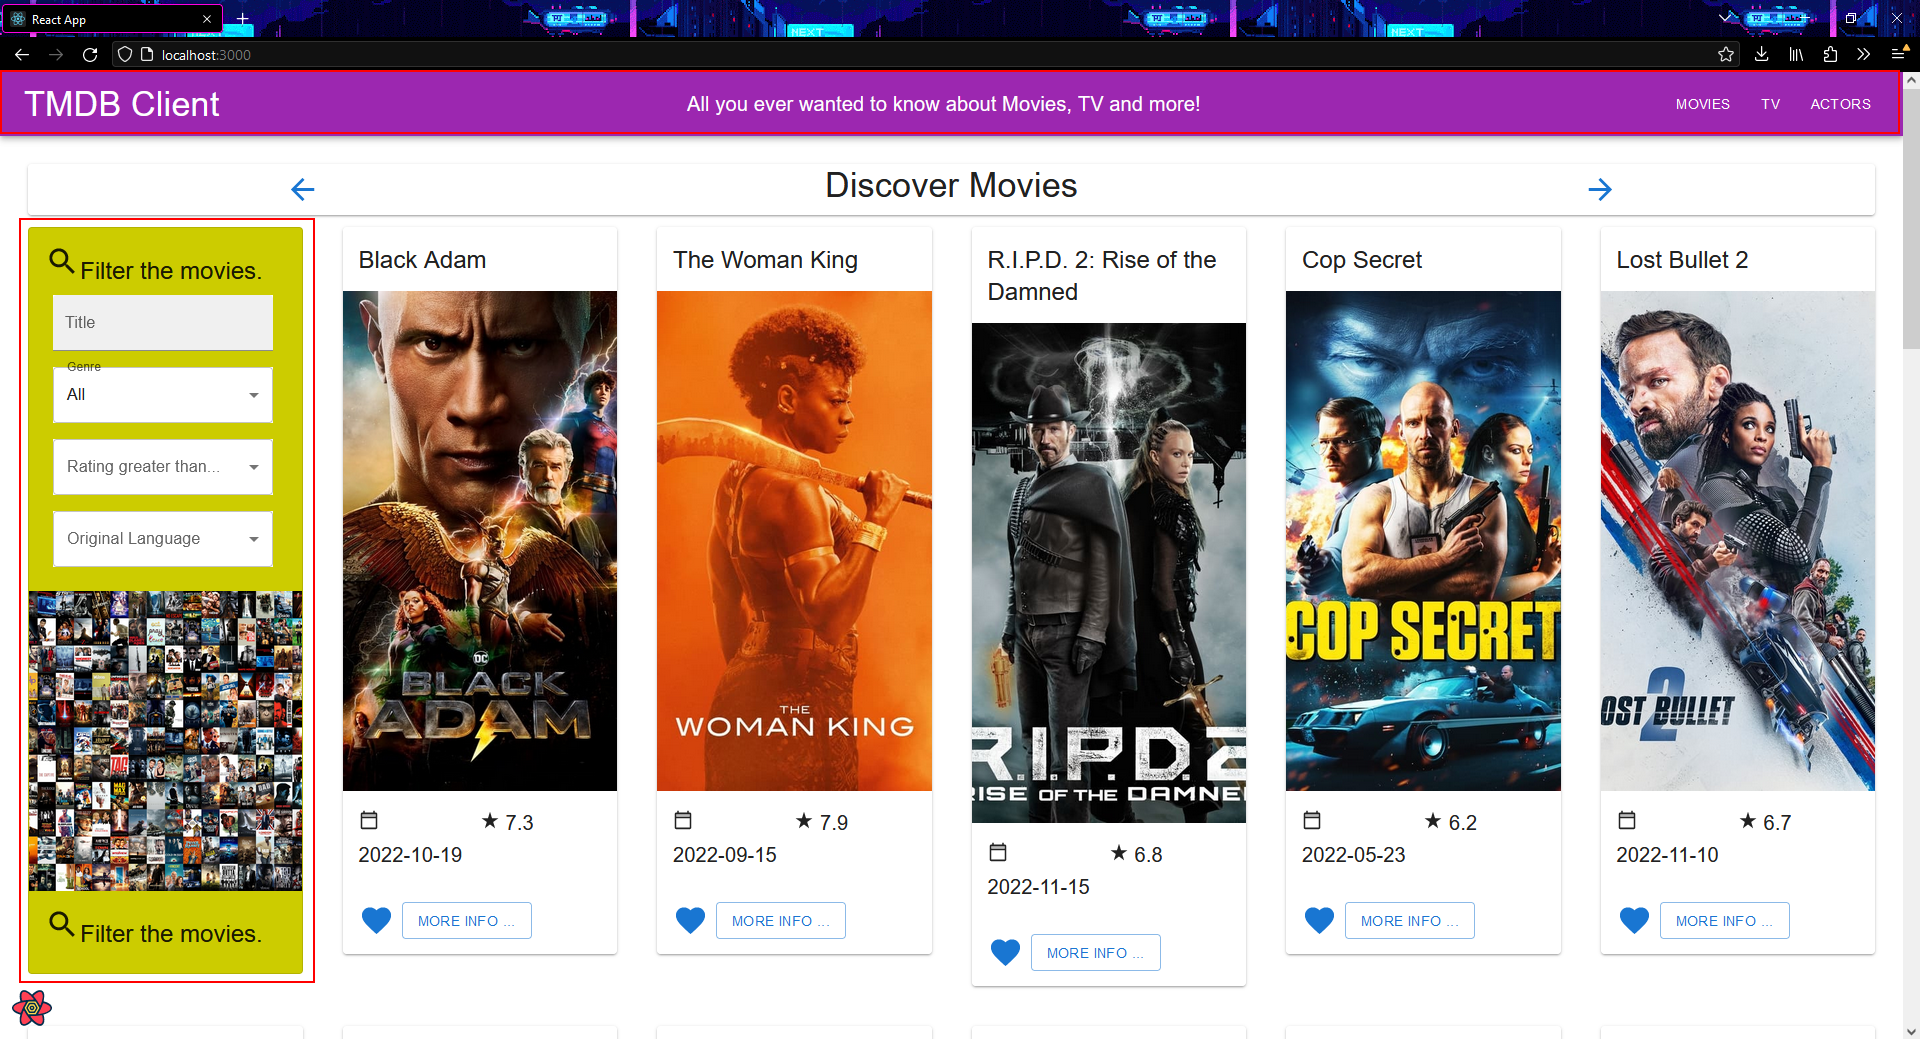 React App
NEXT
NEXT
NEXT
localhost:3000
TMDB Client
All you ever wanted to know about Movies, TV and more!
MOVIES TV ACTORS
Discover Movies
Filter the movies.
Title
Genre
All
Rating greater than...
Original Language
Filter the movies.
Black Adam
DC
BLACK
ADAM
7.3
2022-10-19
MORE INFO ...
The Woman King
THE
WOMAN KING
7.9
2022-09-15
MORE INFO ...
R.I.P.D. 2: Rise of the
Damned
R.I.P.D. 2
RISE OF THE DAMNE
6.8
2022-11-15
MORE INFO ...
Cop Secret
COP SECRET
6.2
2022-05-23
MORE INFO ...
Lost Bullet 2
2
OST BULLET
6.7
2022-11-10
MORE INFO ...